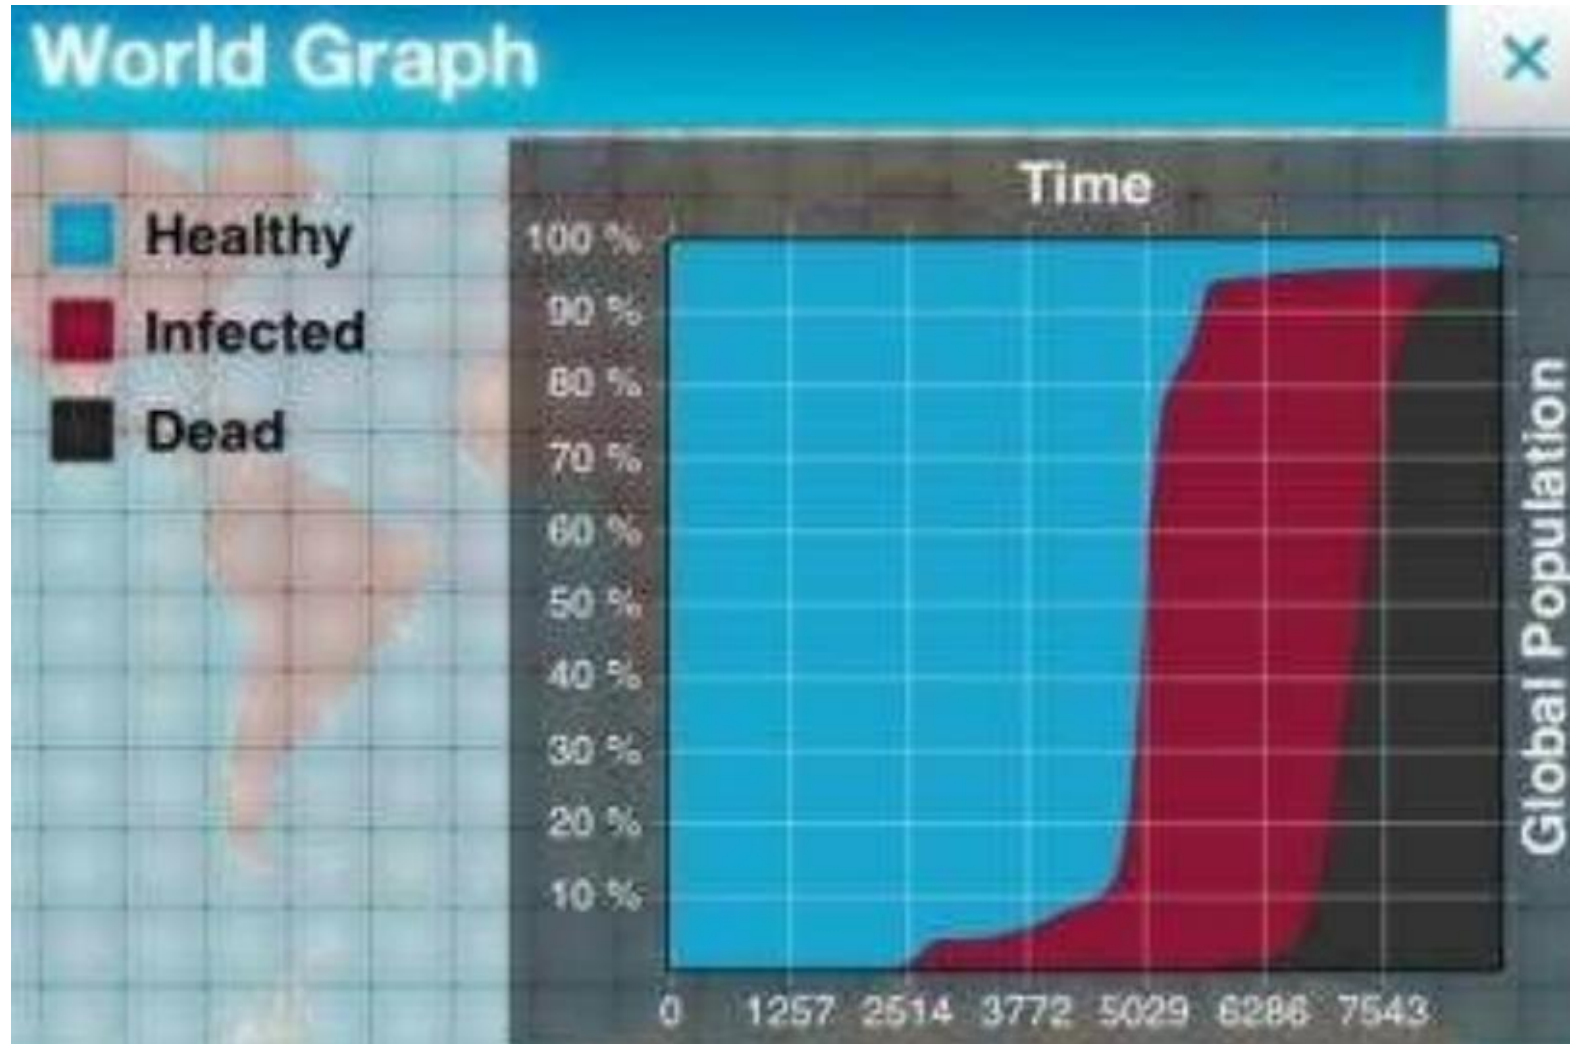 World Graph
×
Healthy
Infected
Dead
Time
100 %
90 %
80 %
70 %
60 %
50 %
40 %
30 %
20 %
10 %
0 1257 2514 3772 5029 6286 7543
Global Population